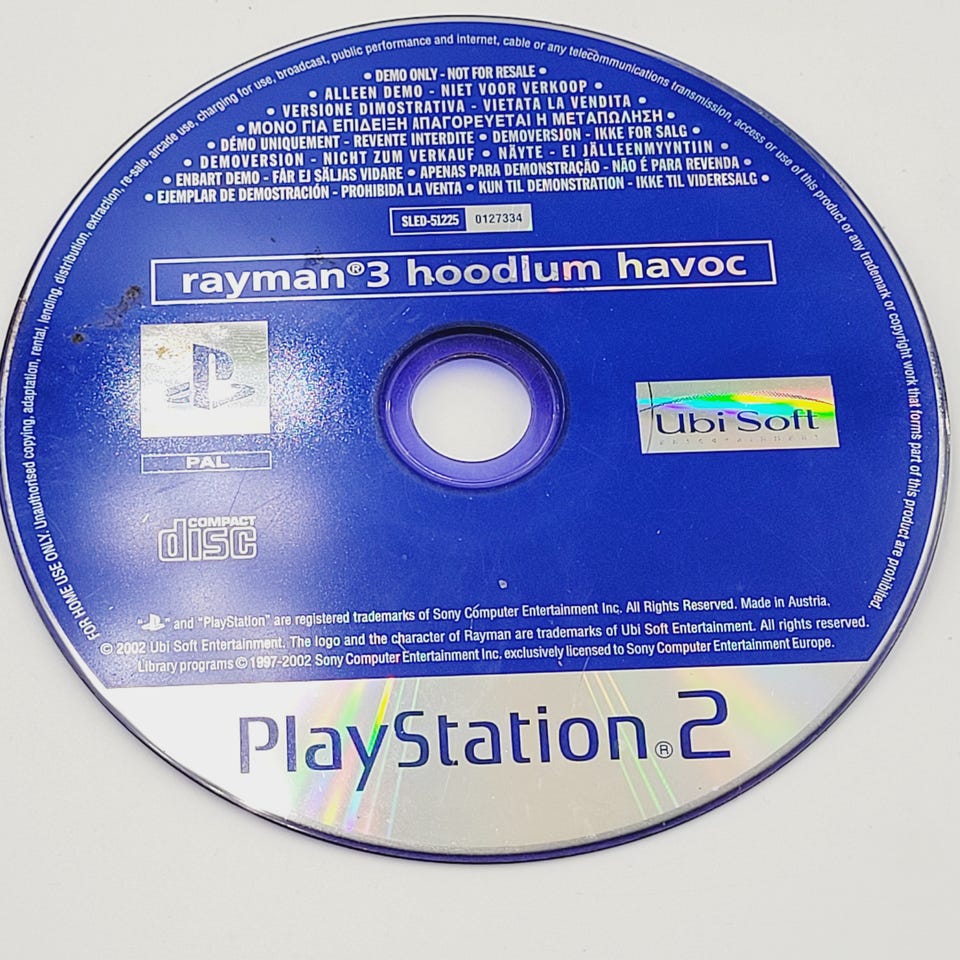 FOR HOME USE ONLY. Unauthorised copying, adaptation, rental, lending, distribution, extraction, re-sale, arcade use, charging for use, broadcast, public performance and internet, cable or any telecommunications transmission, access or use of this product or any trademark or copyright work that forms part of this product are prohibited.
• DEMO ONLY - NOT FOR RESALE •
• ALLEEN DEMO - NIET VOOR VERKOOP •
• VERSIONE DIMOSTRATIVA - VIETATA LA VENDITA •
• ΜΟΝΟ ΓΙΑ ΕΠΙΔΕΙΞΗ ΑΠΑΓΟΡΕΥΕΤΑΙ Η ΜΕΤΑΠΩΛΗΣΗ •
• DÉMO UNIQUEMENT - REVENTE INTERDITE • DEMOVERSJON - IKKE FOR SALG •
• DEMOVERSION - NICHT ZUM VERKAUF • NÄYTE - EI JÄLLEENMYYNTIIN •
• ENBART DEMO - FÅR EJ SÄLJAS VIDARE • APENAS PARA DEMONSTRAÇÃO - NÃO É PARA REVENDA •
• EJEMPLAR DE DEMOSTRACIÓN - PROHIBIDA LA VENTA • KUN TIL DEMONSTRATION - IKKE TIL VIDERESALG •
SLED-51225 0127334
rayman®3 hoodlum havoc
®
PAL
Ubi Soft
ENTERTAINMENT
COMPACT
disc
" " and "PlayStation" are registered trademarks of Sony Computer Entertainment Inc. All Rights Reserved. Made in Austria.
© 2002 Ubi Soft Entertainment. The logo and the character of Rayman are trademarks of Ubi Soft Entertainment. All rights reserved.
Library programs © 1997-2002 Sony Computer Entertainment Inc. exclusively licensed to Sony Computer Entertainment Europe.
PlayStation®2